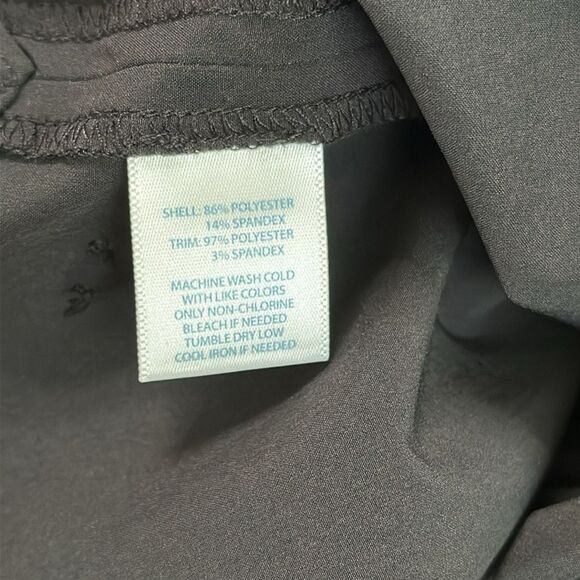 SHELL: 86% POLYESTER
14% SPANDEX
TRIM: 97% POLYESTER
3% SPANDEX
MACHINE WASH COLD
WITH LIKE COLORS
ONLY NON-CHLORINE
BLEACH IF NEEDED
TUMBLE DRY LOW
COOL IRON IF NEEDED